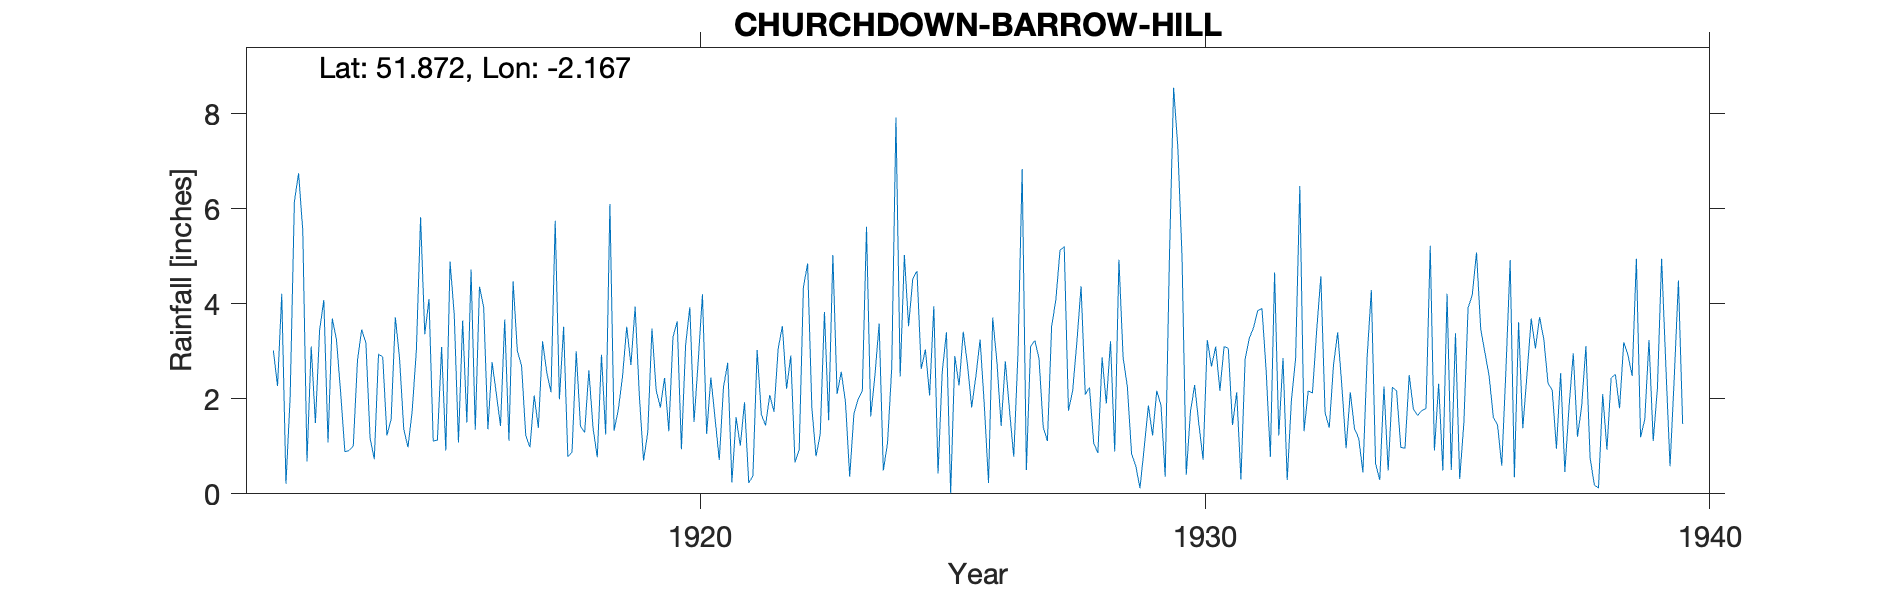 CHURCHDOWN-BARROW-HILL
Lat: 51.872, Lon: -2.167
8
6
4
2
0
Rainfall [inches]
1920 1930 1940
Year